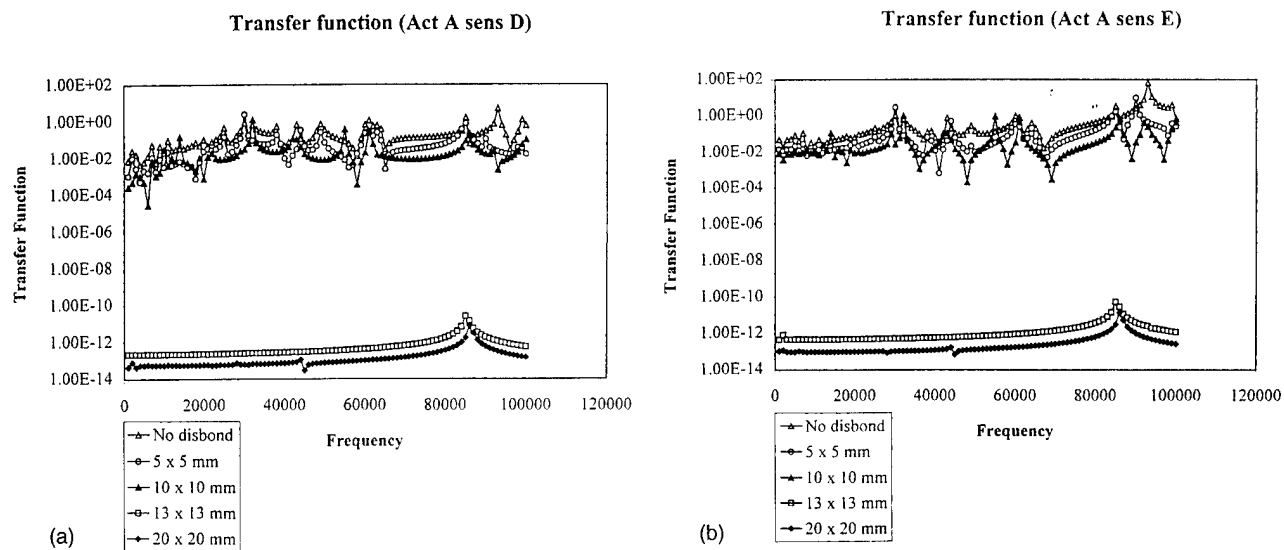 Transfer function (Act A sens D)
1.00E+02
1.00E+00
1.00E-02
1.00E-04
1.00E-06
1.00E-08
1.00E-10
1.00E-12
1.00E-14
Transfer Function
0 20000 40000 60000 80000 100000 120000
Frequency
No disbond
5 x 5 mm
10 x 10 mm
13 x 13 mm
20 x 20 mm
(a)
Transfer function (Act A sens E)
1.00E+02
1.00E+00
1.00E-02
1.00E-04
1.00E-06
1.00E-08
1.00E-10
1.00E-12
1.00E-14
Transfer Function
0 20000 40000 60000 80000 100000 120000
Frequency
No disbond
5 x 5 mm
10 x 10 mm
13 x 13 mm
20 x 20 mm
(b)